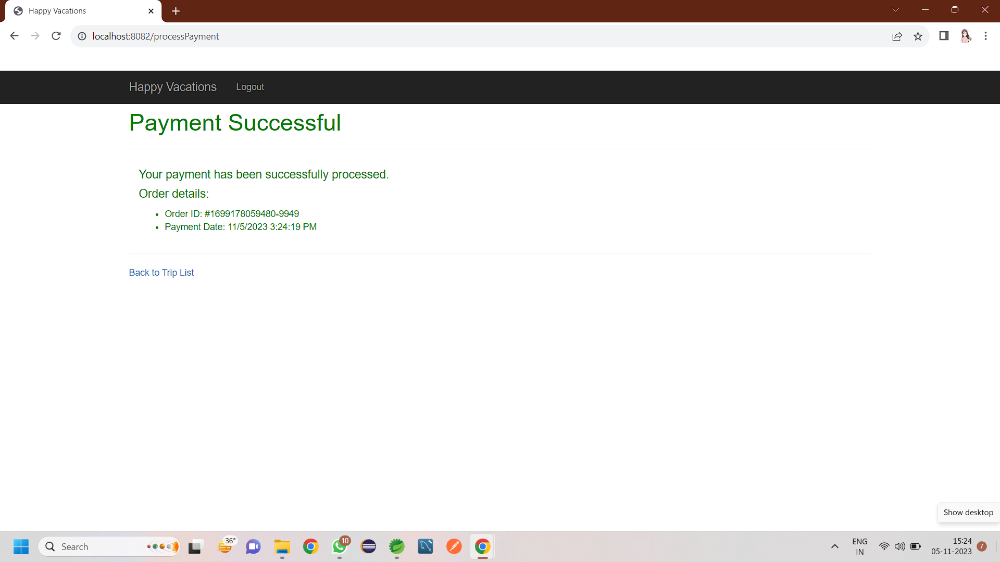 Happy Vacations
localhost:8082/processPayment
Happy Vacations Logout
Payment Successful
Your payment has been successfully processed.
Order details:
• Order ID: #1699178059480-9949
• Payment Date: 11/5/2023 3:24:19 PM
Back to Trip List
Show desktop
Search
36°
10
ENG
IN
15:24
05-11-2023
7